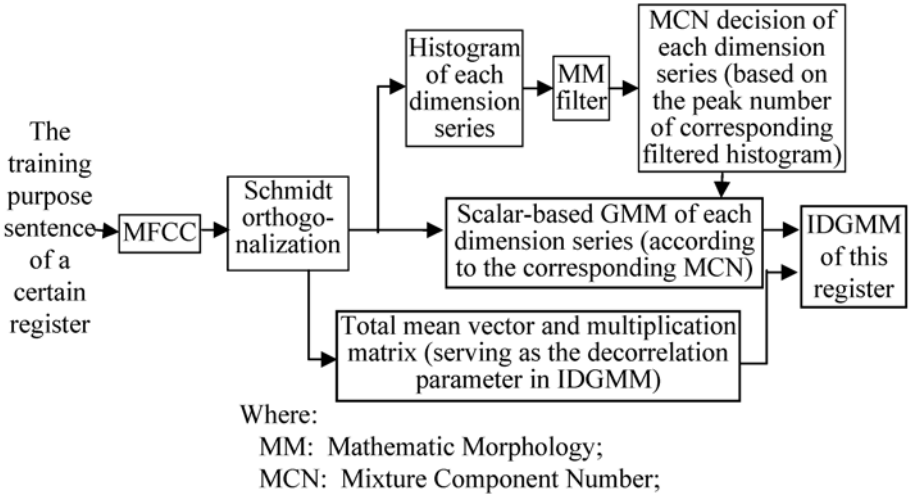 The
training
purpose
sentence
of a
certain
register
MFCC
Schmidt
orthogo-
nalization
Histogram
of each
dimension
series
MM
filter
MCN decision of
each dimension
series (based on
the peak number
of corresponding
filtered histogram)
Scalar-based GMM of each
dimension series (according
to the corresponding MCN)
Total mean vector and multiplication
matrix (serving as the decorrelation
parameter in IDGMM)
IDGMM
of this
register
Where:
MM: Mathematic Morphology;
MCN: Mixture Component Number;